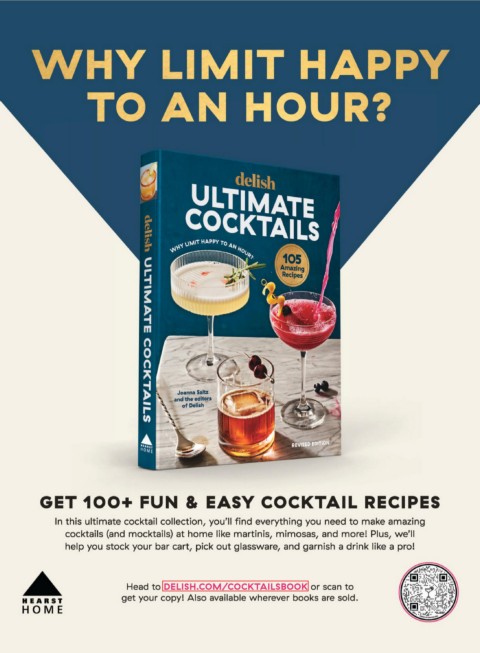 WHY LIMIT HAPPY
TO AN HOUR?
delish
ULTIMATE
COCKTAILS
WHY LIMIT HAPPY TO AN HOUR?
105
Amazing
Recipes
Joanna Saltz
and the editors
of Delish
REVISED EDITION
delish ULTIMATE COCKTAILS
HEARST
HOME
GET 100+ FUN & EASY COCKTAIL RECIPES
In this ultimate cocktail collection, you'll find everything you need to make amazing
cocktails (and mocktails) at home like martinis, mimosas, and more! Plus, we'll
help you stock your bar cart, pick out glassware, and garnish a drink like a pro!
HEARST
HOME
Head to DELISH.COM/COCKTAILSBOOK or scan to
get your copy! Also available wherever books are sold.